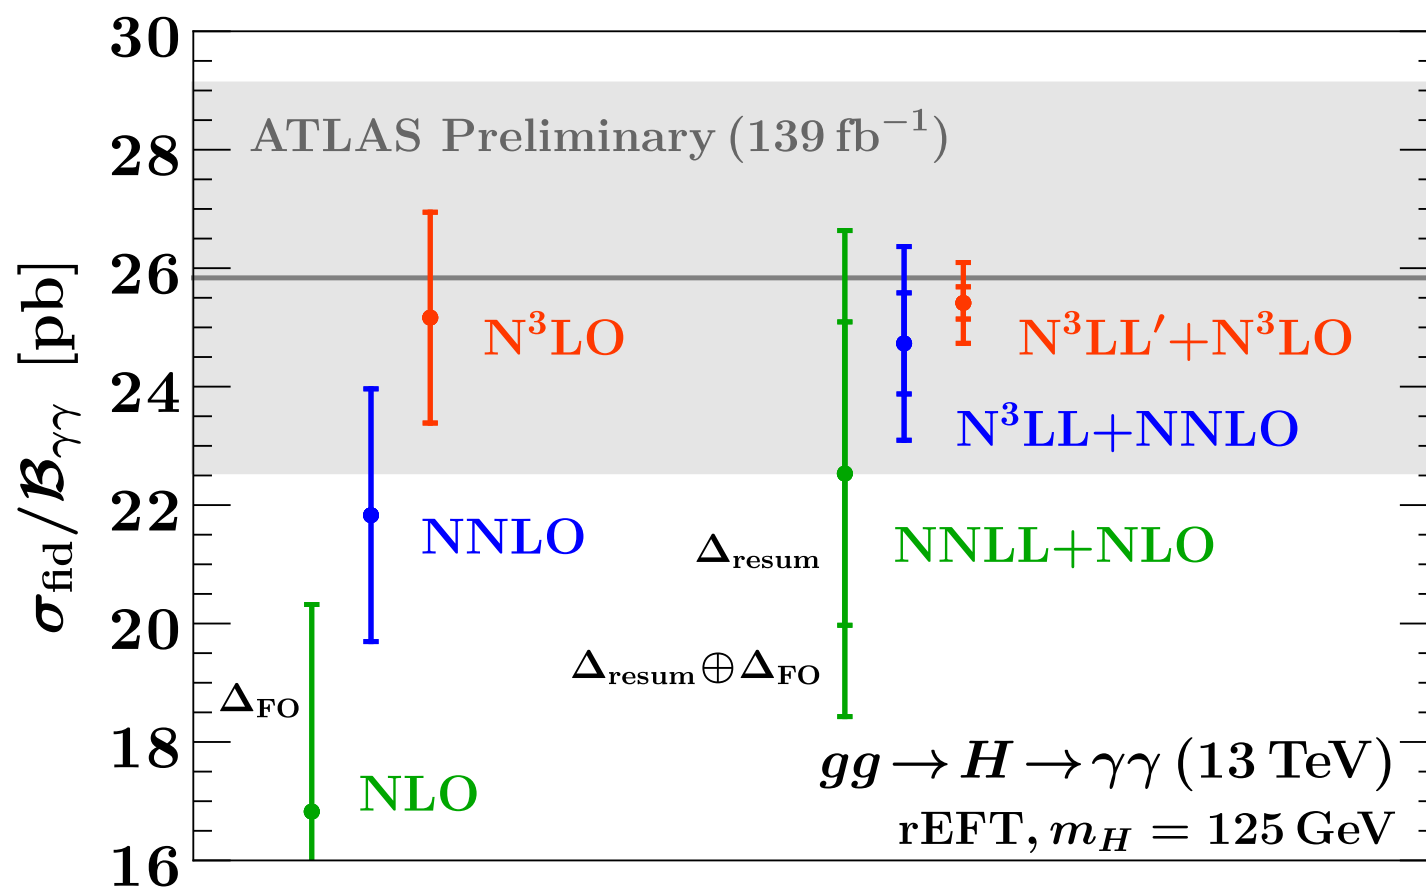 30
28
26
24
22
20
18
16
σ_fid/ℬ_γγ [pb]
ATLAS Preliminary (139 fb⁻¹)
N³LO
N³LL′+N³LO
N³LL+NNLO
NNLO
NNLL+NLO
Δ_resum
Δ_resum⊕Δ_FO
Δ_FO
NLO
gg→H→γγ (13 TeV)
rEFT, m_H = 125 GeV